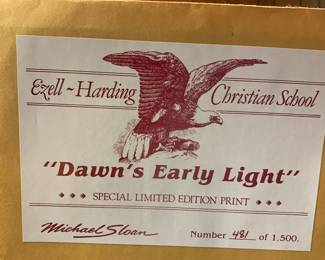 Ezell ~ Harding Christian School
"Dawn's Early Light"
◆ ◆ ◆ SPECIAL LIMITED EDITION PRINT ◆ ◆ ◆
Michael Sloan Number 481 of 1,500.